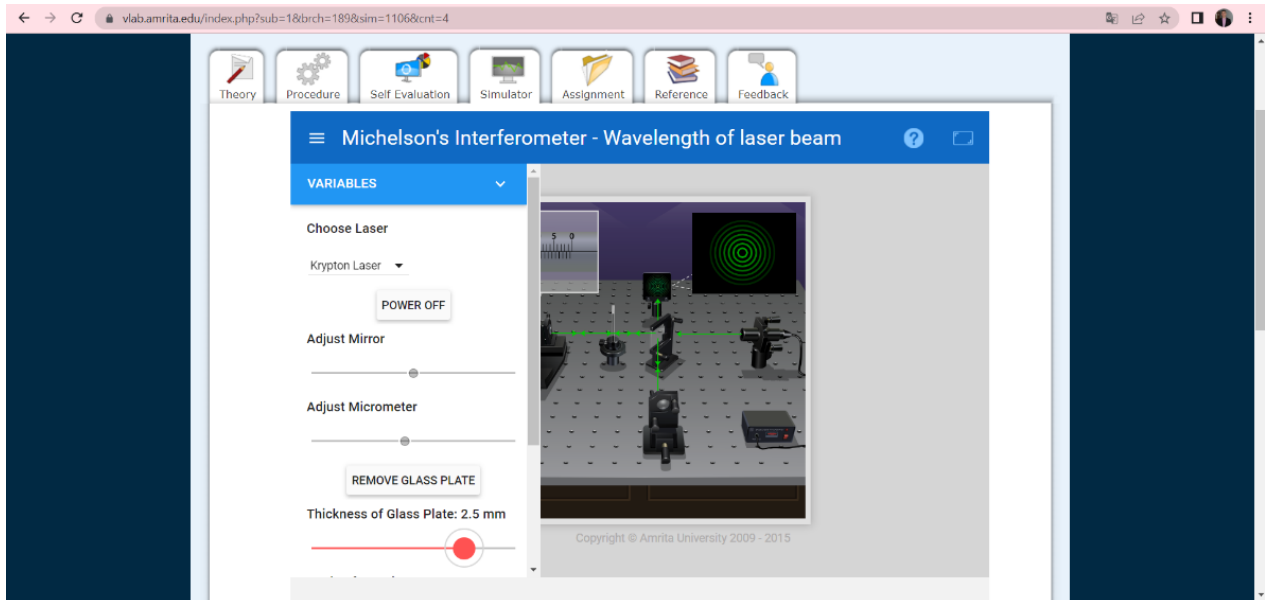 vlab.amrita.edu/index.php?sub=1&brch=189&sim=1106&cnt=4
Theory Procedure Self Evaluation Simulator Assignment Reference Feedback
Michelson's Interferometer - Wavelength of laser beam ?
VARIABLES
Choose Laser
Krypton Laser
POWER OFF
Adjust Mirror
Adjust Micrometer
REMOVE GLASS PLATE
Thickness of Glass Plate: 2.5 mm
5 0
Copyright © Amrita University 2009 - 2015